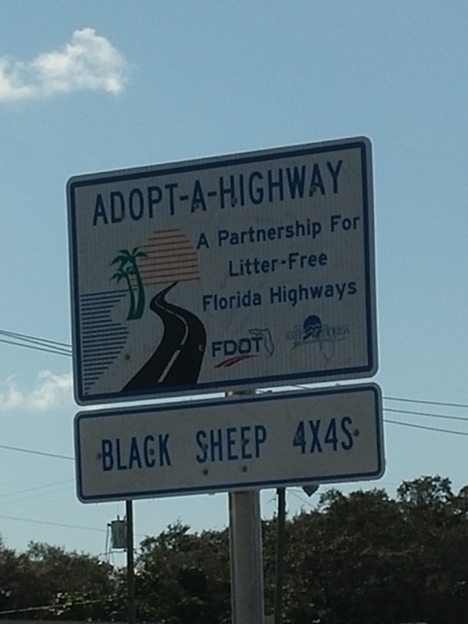 ADOPT-A-HIGHWAY
A Partnership For
Litter-Free
Florida Highways
FDOT
BLACK SHEEP 4X4S